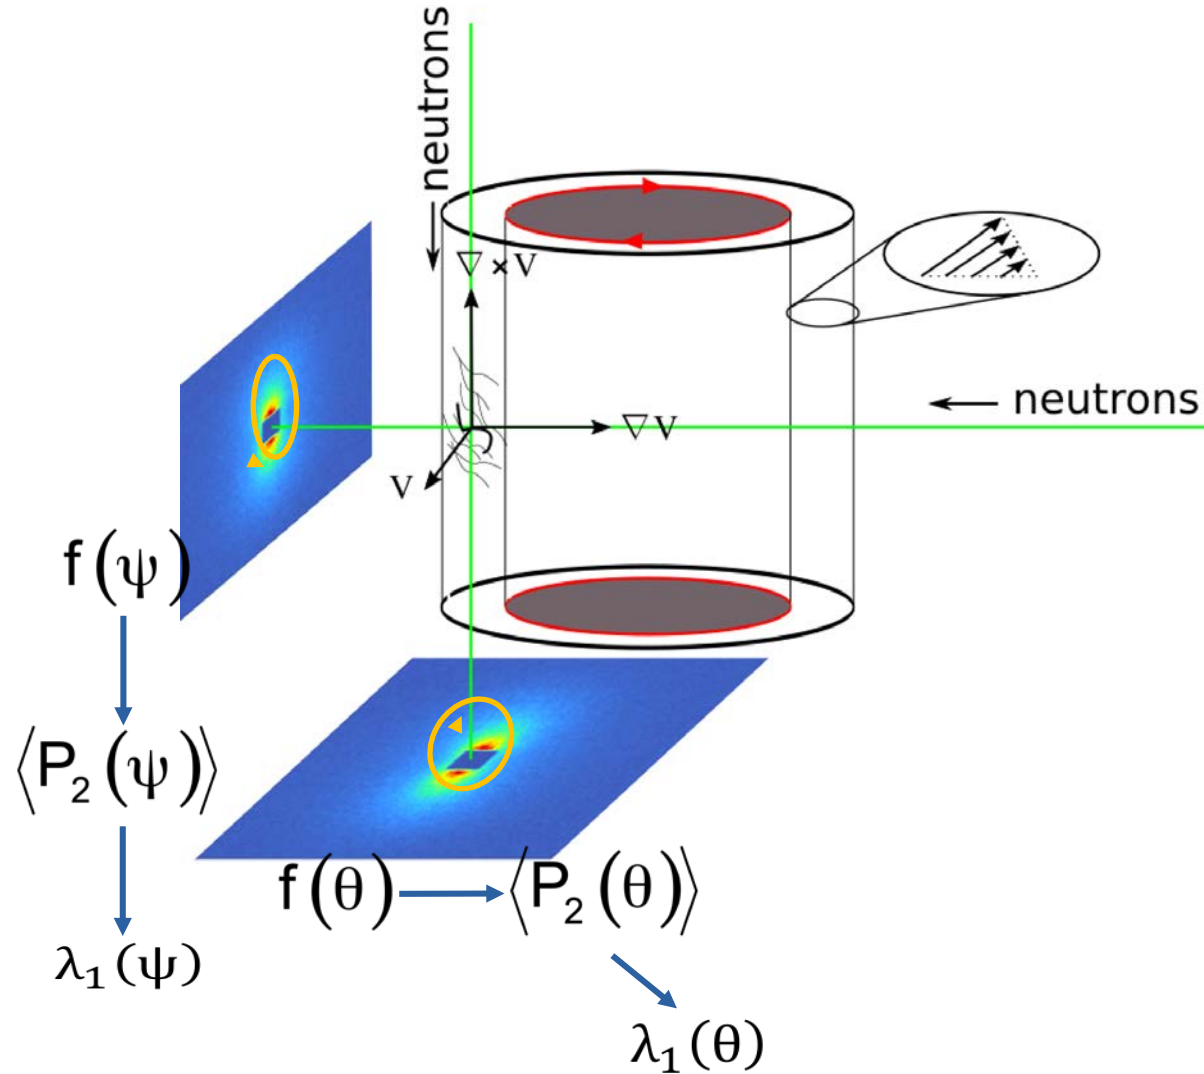 neutrons
∇ × V
neutrons
∇ V
V
f(ψ)
⟨P₂(ψ)⟩
f(θ)
⟨P₂(θ)⟩
λ₁(ψ)
λ₁(θ)